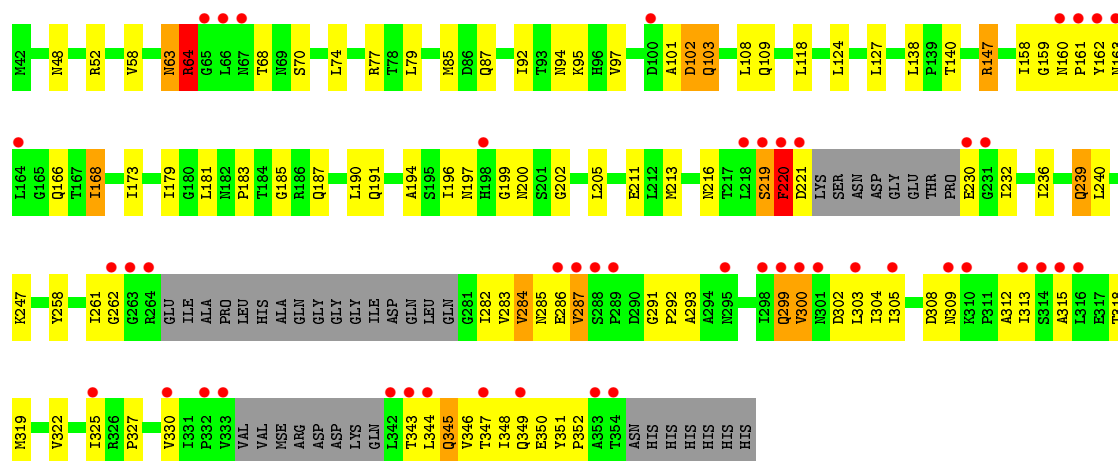 M42 N48 R52 V58 N63 R64 G65 L66 N67 T68 N69 S70 L74 R77 T78 L79 M85 D86 Q87 I92 T93 N94 K95 H96 V97 D100 A101 D102 Q103 L108 Q109 L118 L124 L127 L138 P139 T140 R147 I158 G159 N160 P161 Y162 N163
L164 G165 Q166 T167 I168 I173 I179 G180 L181 N182 P183 T184 G185 R186 Q187 L190 Q191 A194 S195 I196 N197 H198 G199 N200 S201 G202 L205 E211 L212 M213 N216 T217 L218 S219 F220 D221 LYS SER ASN ASP GLY GLU THR PRO E230 G231 I232 I236 Q239 L240
K247 Y258 I261 G262 G263 R264 GLU ILE ALA PRO LEU HIS ALA GLN GLY GLY GLY ILE ASP GLN LEU GLN G281 I282 V283 V284 N285 E286 V287 S288 P289 D290 G291 P292 A293 A294 N295 I298 Q299 V300 N301 D302 L303 I304 I305 D308 N309 K310 P311 A312 I313 S314 A315 L316 E317 T318
M319 V322 I325 R326 P327 V330 I331 P332 V333 VAL VAL MSE ARG ASP ASP LYS GLN L342 T343 L344 Q345 V346 T347 I348 Q349 E350 Y351 P352 A353 T354 ASN HIS HIS HIS HIS HIS HIS